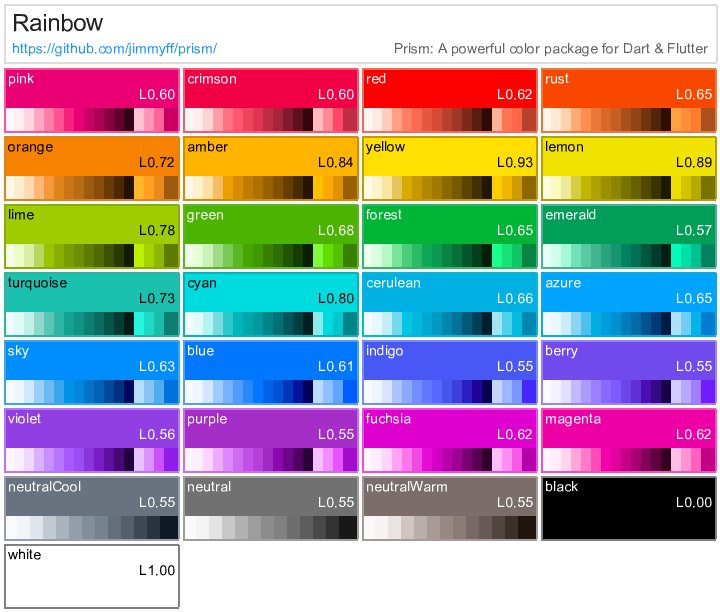 Rainbow
https://github.com/jimmyff/prism/ Prism: A powerful color package for Dart & Flutter
pink
L0.60
crimson
L0.60
red
L0.62
rust
L0.65
orange
L0.72
amber
L0.84
yellow
L0.93
lemon
L0.89
lime
L0.78
green
L0.68
forest
L0.65
emerald
L0.57
turquoise
L0.73
cyan
L0.80
cerulean
L0.66
azure
L0.65
sky
L0.63
blue
L0.61
indigo
L0.55
berry
L0.55
violet
L0.56
purple
L0.55
fuchsia
L0.62
magenta
L0.62
neutralCool
L0.55
neutral
L0.55
neutralWarm
L0.55
black
L0.00
white
L1.00